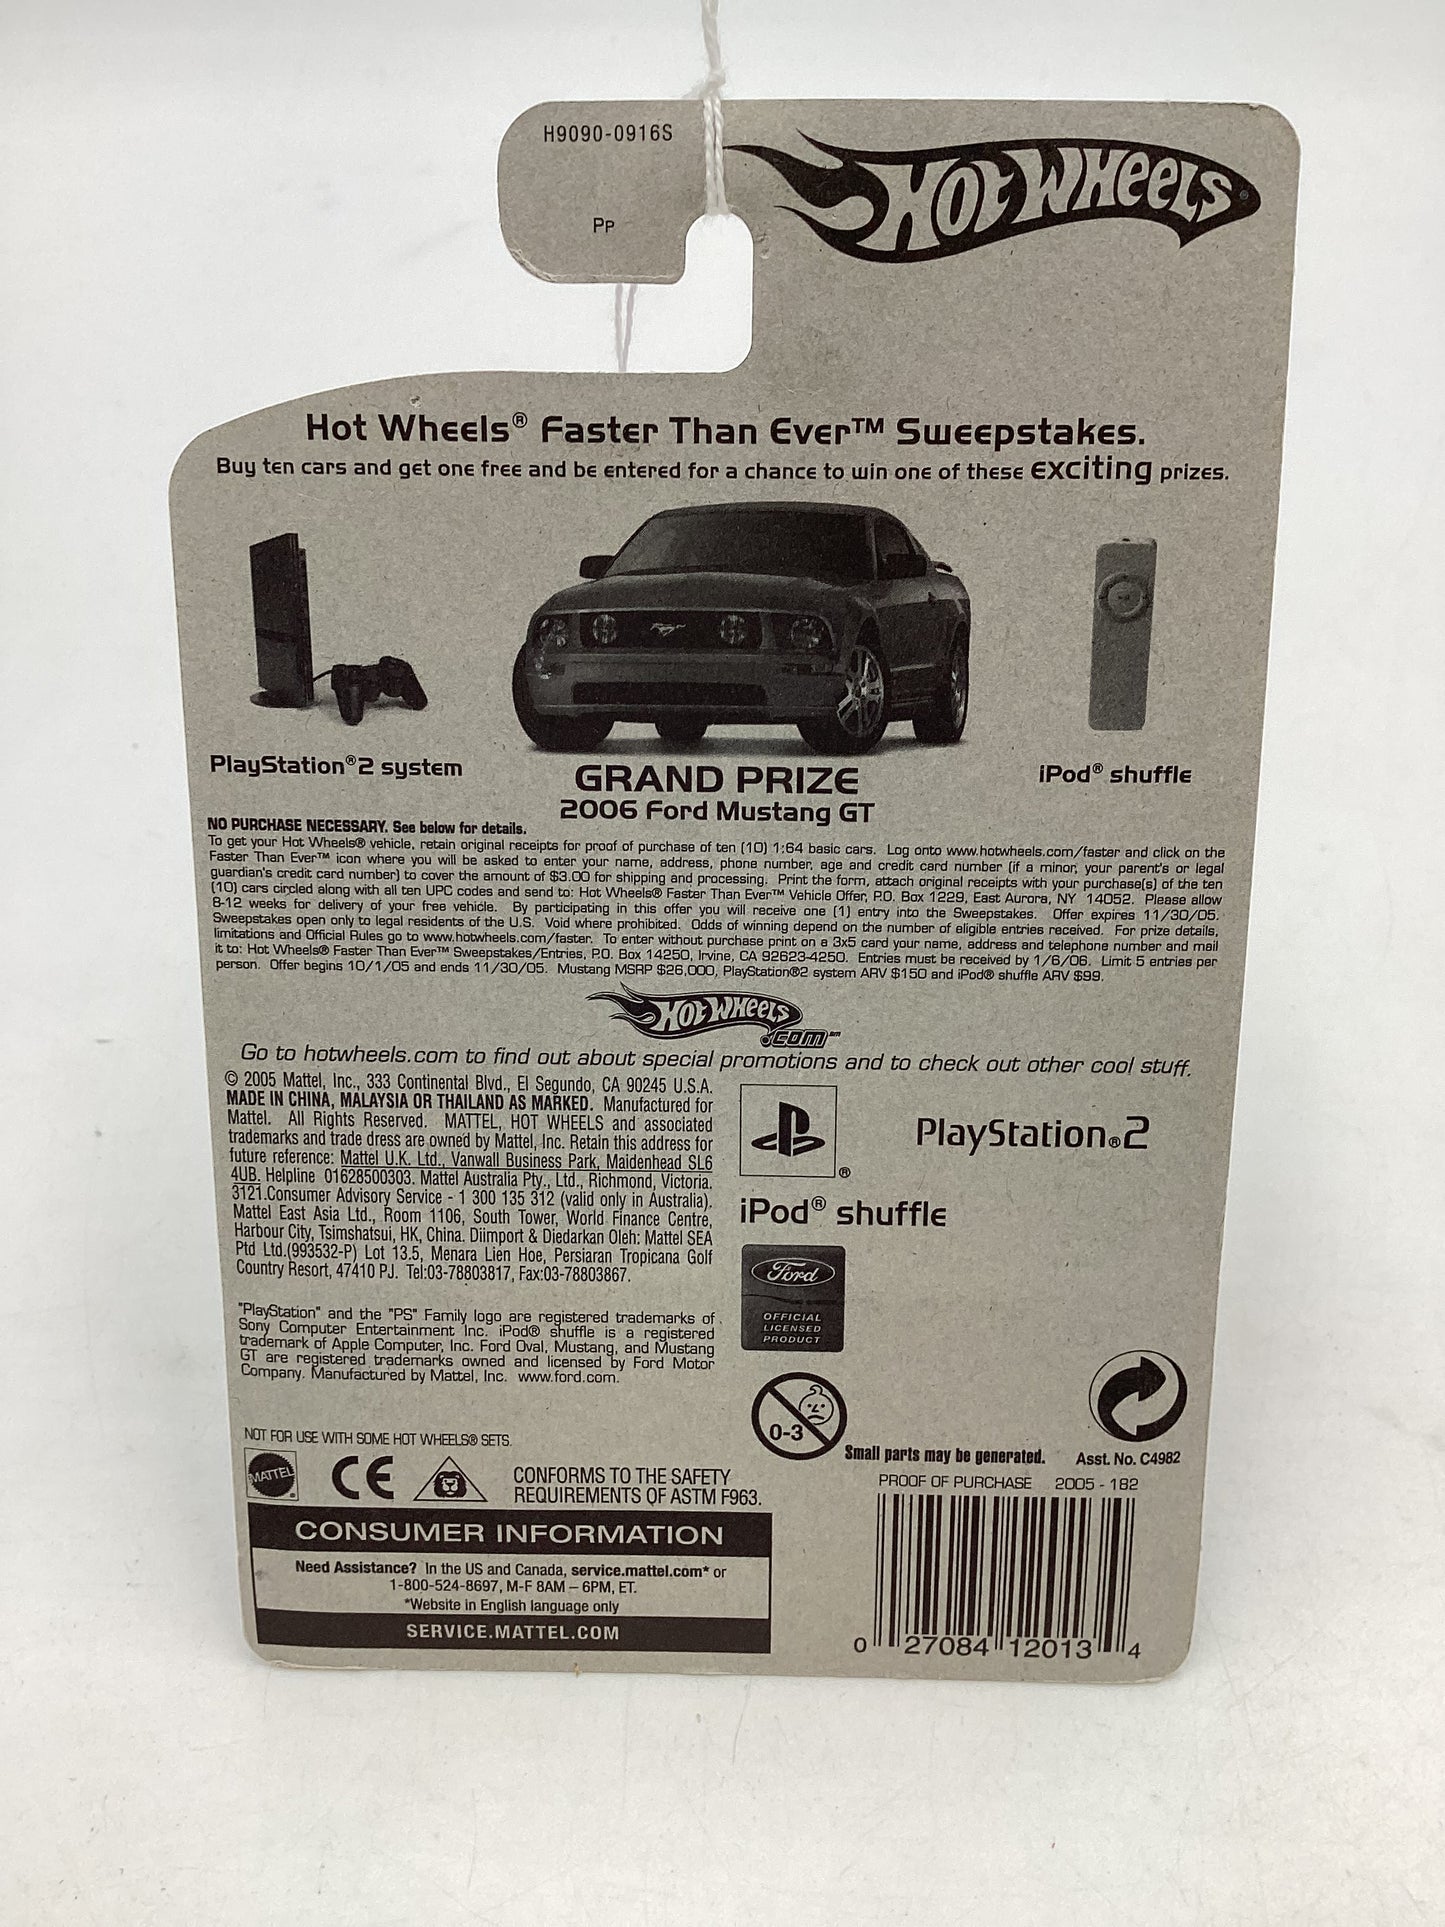 H9090-0916S
PP
HOT WHEELS®
Hot Wheels® Faster Than Ever™ Sweepstakes.
Buy ten cars and get one free and be entered for a chance to win one of these exciting prizes.
PlayStation®2 system
GRAND PRIZE
2006 Ford Mustang GT
iPod® shuffle
NO PURCHASE NECESSARY. See below for details.
To get your Hot Wheels® vehicle, retain original receipts for proof of purchase of ten (10) 1:64 basic cars. Log onto www.hotwheels.com/faster and click on the
Faster Than Ever™ icon where you will be asked to enter your name, address, phone number, age and credit card number (if a minor, your parent's or legal
guardian's credit card number) to cover the amount of $3.00 for shipping and processing. Print the form, attach original receipts with your purchase(s) of the ten
(10) cars circled along with all ten UPC codes and send to: Hot Wheels® Faster Than Ever™ Vehicle Offer, P.O. Box 1229, East Aurora, NY 14052. Please allow
8-12 weeks for delivery of your free vehicle. By participating in this offer you will receive one (1) entry into the Sweepstakes. Offer expires 11/30/05.
Sweepstakes open only to legal residents of the U.S. Void where prohibited. Odds of winning depend on the number of eligible entries received. For prize details,
limitations and Official Rules go to www.hotwheels.com/faster. To enter without purchase print on a 3x5 card your name, address and telephone number and mail
it to: Hot Wheels® Faster Than Ever™ Sweepstakes/Entries, P.O. Box 14250, Irvine, CA 92623-4250. Entries must be received by 1/6/06. Limit 5 entries per
person. Offer begins 10/1/05 and ends 11/30/05. Mustang MSRP $26,000, PlayStation®2 system ARV $150 and iPod® shuffle ARV $99.
HOT WHEELS
.COM℠
Go to hotwheels.com to find out about special promotions and to check out other cool stuff.
© 2005 Mattel, Inc., 333 Continental Blvd., El Segundo, CA 90245 U.S.A.
MADE IN CHINA, MALAYSIA OR THAILAND AS MARKED. Manufactured for
Mattel. All Rights Reserved. MATTEL, HOT WHEELS and associated
trademarks and trade dress are owned by Mattel, Inc. Retain this address for
future reference: Mattel U.K. Ltd., Vanwall Business Park, Maidenhead SL6
4UB. Helpline 01628500303. Mattel Australia Pty., Ltd., Richmond, Victoria.
3121.Consumer Advisory Service - 1 300 135 312 (valid only in Australia).
Mattel East Asia Ltd., Room 1106, South Tower, World Finance Centre,
Harbour City, Tsimshatsui, HK, China. Diimport & Diedarkan Oleh: Mattel SEA
Ptd Ltd.(993532-P) Lot 13.5, Menara Lien Hoe, Persiaran Tropicana Golf
Country Resort, 47410 PJ. Tel:03-78803817, Fax:03-78803867.
PlayStation®2
iPod® shuffle
Ford
OFFICIAL
LICENSED
PRODUCT
"PlayStation" and the "PS" Family logo are registered trademarks of
Sony Computer Entertainment Inc. iPod® shuffle is a registered
trademark of Apple Computer, Inc. Ford Oval, Mustang, and Mustang
GT are registered trademarks owned and licensed by Ford Motor
Company. Manufactured by Mattel, Inc. www.ford.com.
0-3
Small parts may be generated.
Asst. No. C4982
NOT FOR USE WITH SOME HOT WHEELS® SETS.
MATTEL
CE
CONFORMS TO THE SAFETY
REQUIREMENTS OF ASTM F963.
PROOF OF PURCHASE 2005 - 182
CONSUMER INFORMATION
Need Assistance? In the US and Canada, service.mattel.com* or
1-800-524-8697, M-F 8AM – 6PM, ET.
*Website in English language only
SERVICE.MATTEL.COM
0 27084 12013 4